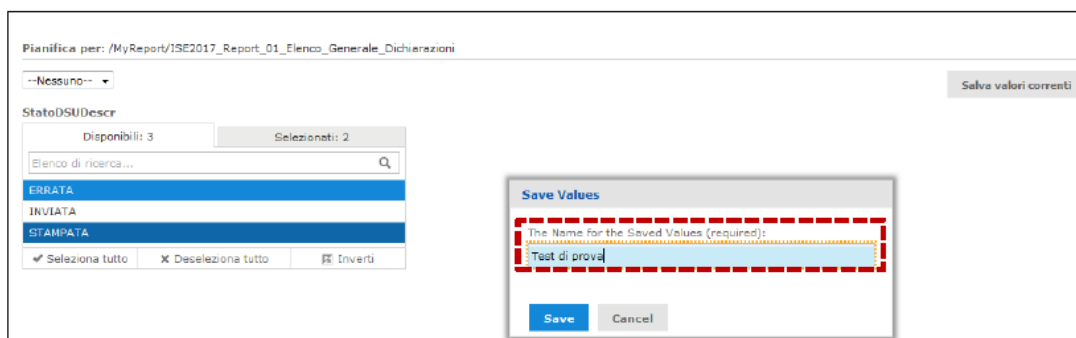 Pianifica per: /MyReport/ISE2017_Report_01_Elenco_Generale_Dichiarazioni
--Nessuno--
Salva valori correnti
StatoDSUDescr
Disponibili: 3
Selezionati: 2
Elenco di ricerca...
ERRATA
INVIATA
STAMPATA
Seleziona tutto
Deseleziona tutto
Inverti
Save Values
The Name for the Saved Values (required):
Test di prova
Save
Cancel